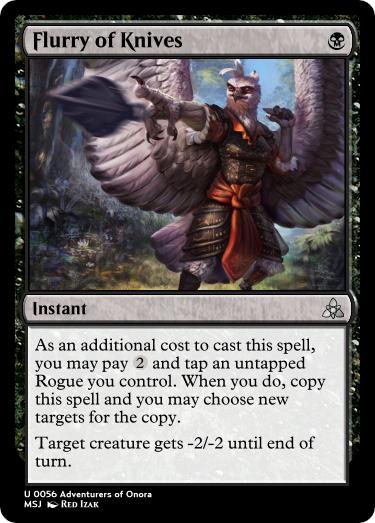 Flurry of Knives
Instant
As an additional cost to cast this spell,
you may pay 2 and tap an untapped
Rogue you control. When you do, copy
this spell and you may choose new
targets for the copy.
Target creature gets -2/-2 until end of
turn.
U 0056 Adventurers of Onora
MSJ Red Izak